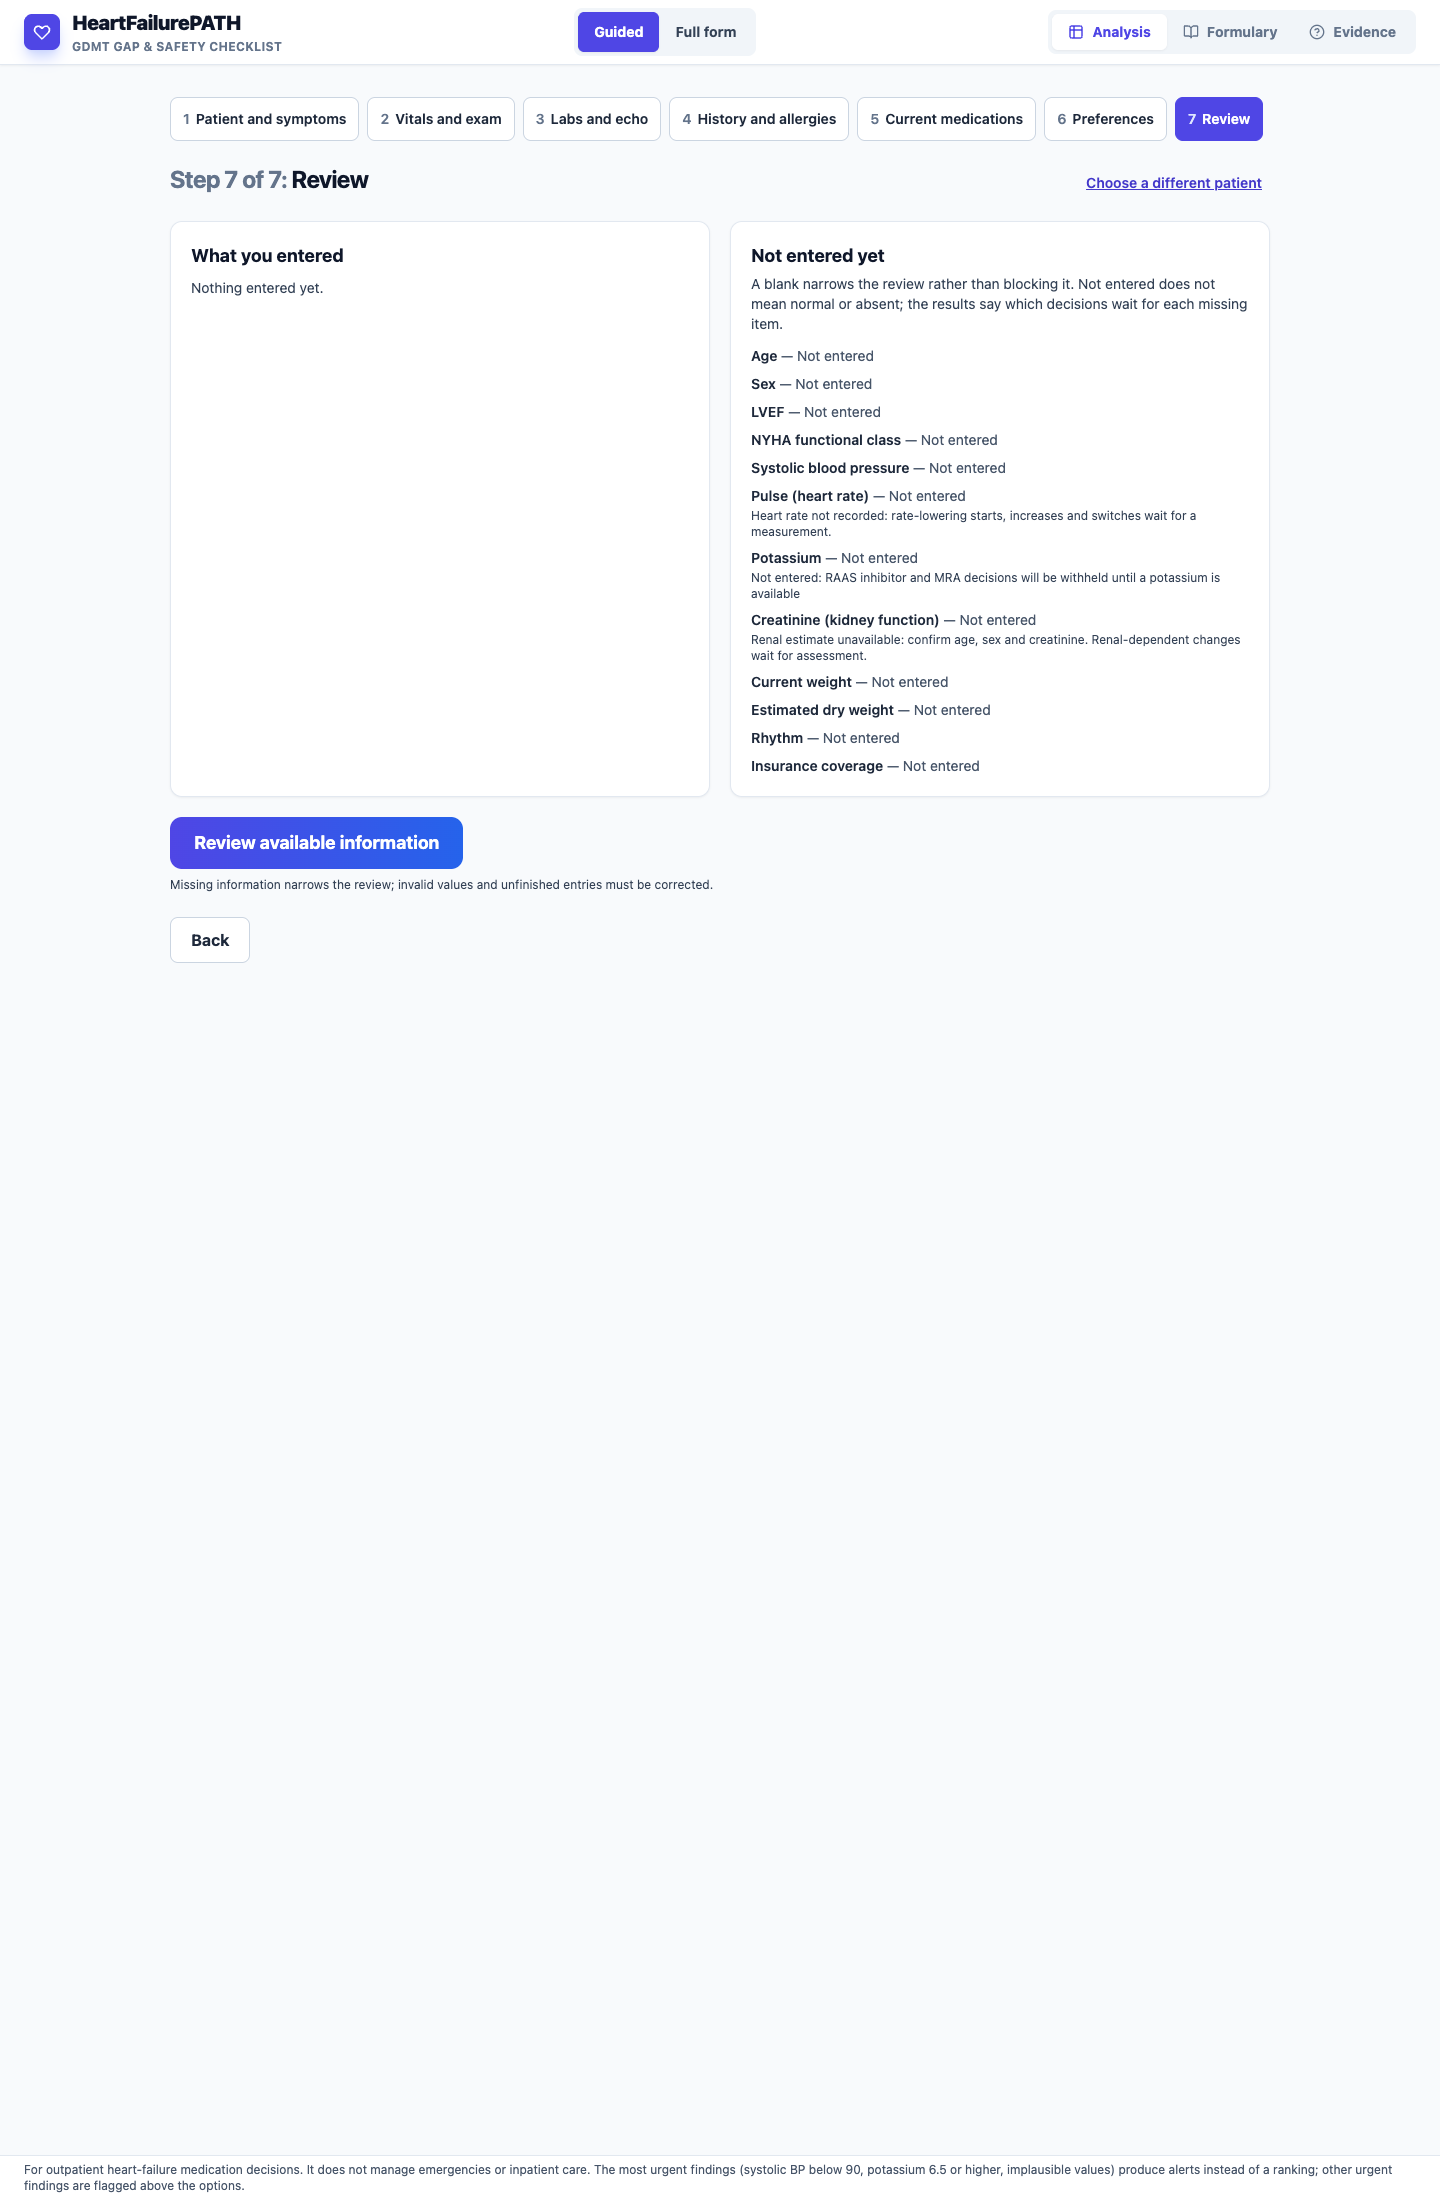 HeartFailurePATH
GDMT GAP & SAFETY CHECKLIST
Guided
Full form
Analysis
Formulary
Evidence
1 Patient and symptoms
2 Vitals and exam
3 Labs and echo
4 History and allergies
5 Current medications
6 Preferences
7 Review
Step 7 of 7: Review
Choose a different patient
What you entered
Nothing entered yet.
Not entered yet
A blank narrows the review rather than blocking it. Not entered does not
mean normal or absent; the results say which decisions wait for each missing
item.
Age — Not entered
Sex — Not entered
LVEF — Not entered
NYHA functional class — Not entered
Systolic blood pressure — Not entered
Pulse (heart rate) — Not entered
Heart rate not recorded: rate-lowering starts, increases and switches wait for a
measurement.
Potassium — Not entered
Not entered: RAAS inhibitor and MRA decisions will be withheld until a potassium is
available
Creatinine (kidney function) — Not entered
Renal estimate unavailable: confirm age, sex and creatinine. Renal-dependent changes
wait for assessment.
Current weight — Not entered
Estimated dry weight — Not entered
Rhythm — Not entered
Insurance coverage — Not entered
Review available information
Missing information narrows the review; invalid values and unfinished entries must be corrected.
Back
For outpatient heart-failure medication decisions. It does not manage emergencies or inpatient care. The most urgent findings (systolic BP below 90, potassium 6.5 or higher, implausible values) produce alerts instead of a ranking; other urgent
findings are flagged above the options.